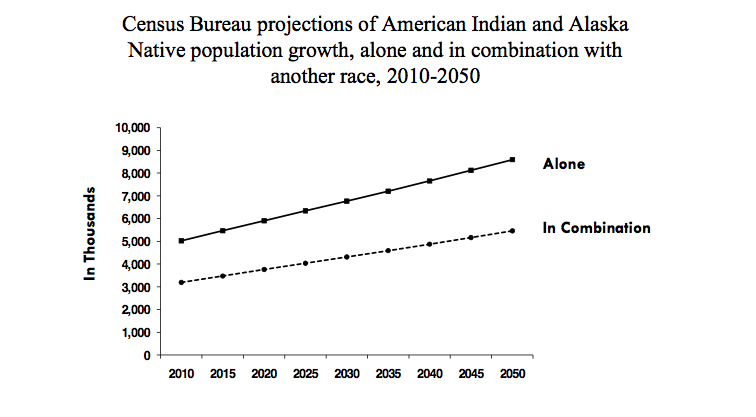 Census Bureau projections of American Indian and Alaska
Native population growth, alone and in combination with
another race, 2010-2050
10,000
9,000
8,000
7,000
6,000
5,000
4,000
3,000
2,000
1,000
0
In Thousands
Alone
In Combination
2010 2015 2020 2025 2030 2035 2040 2045 2050